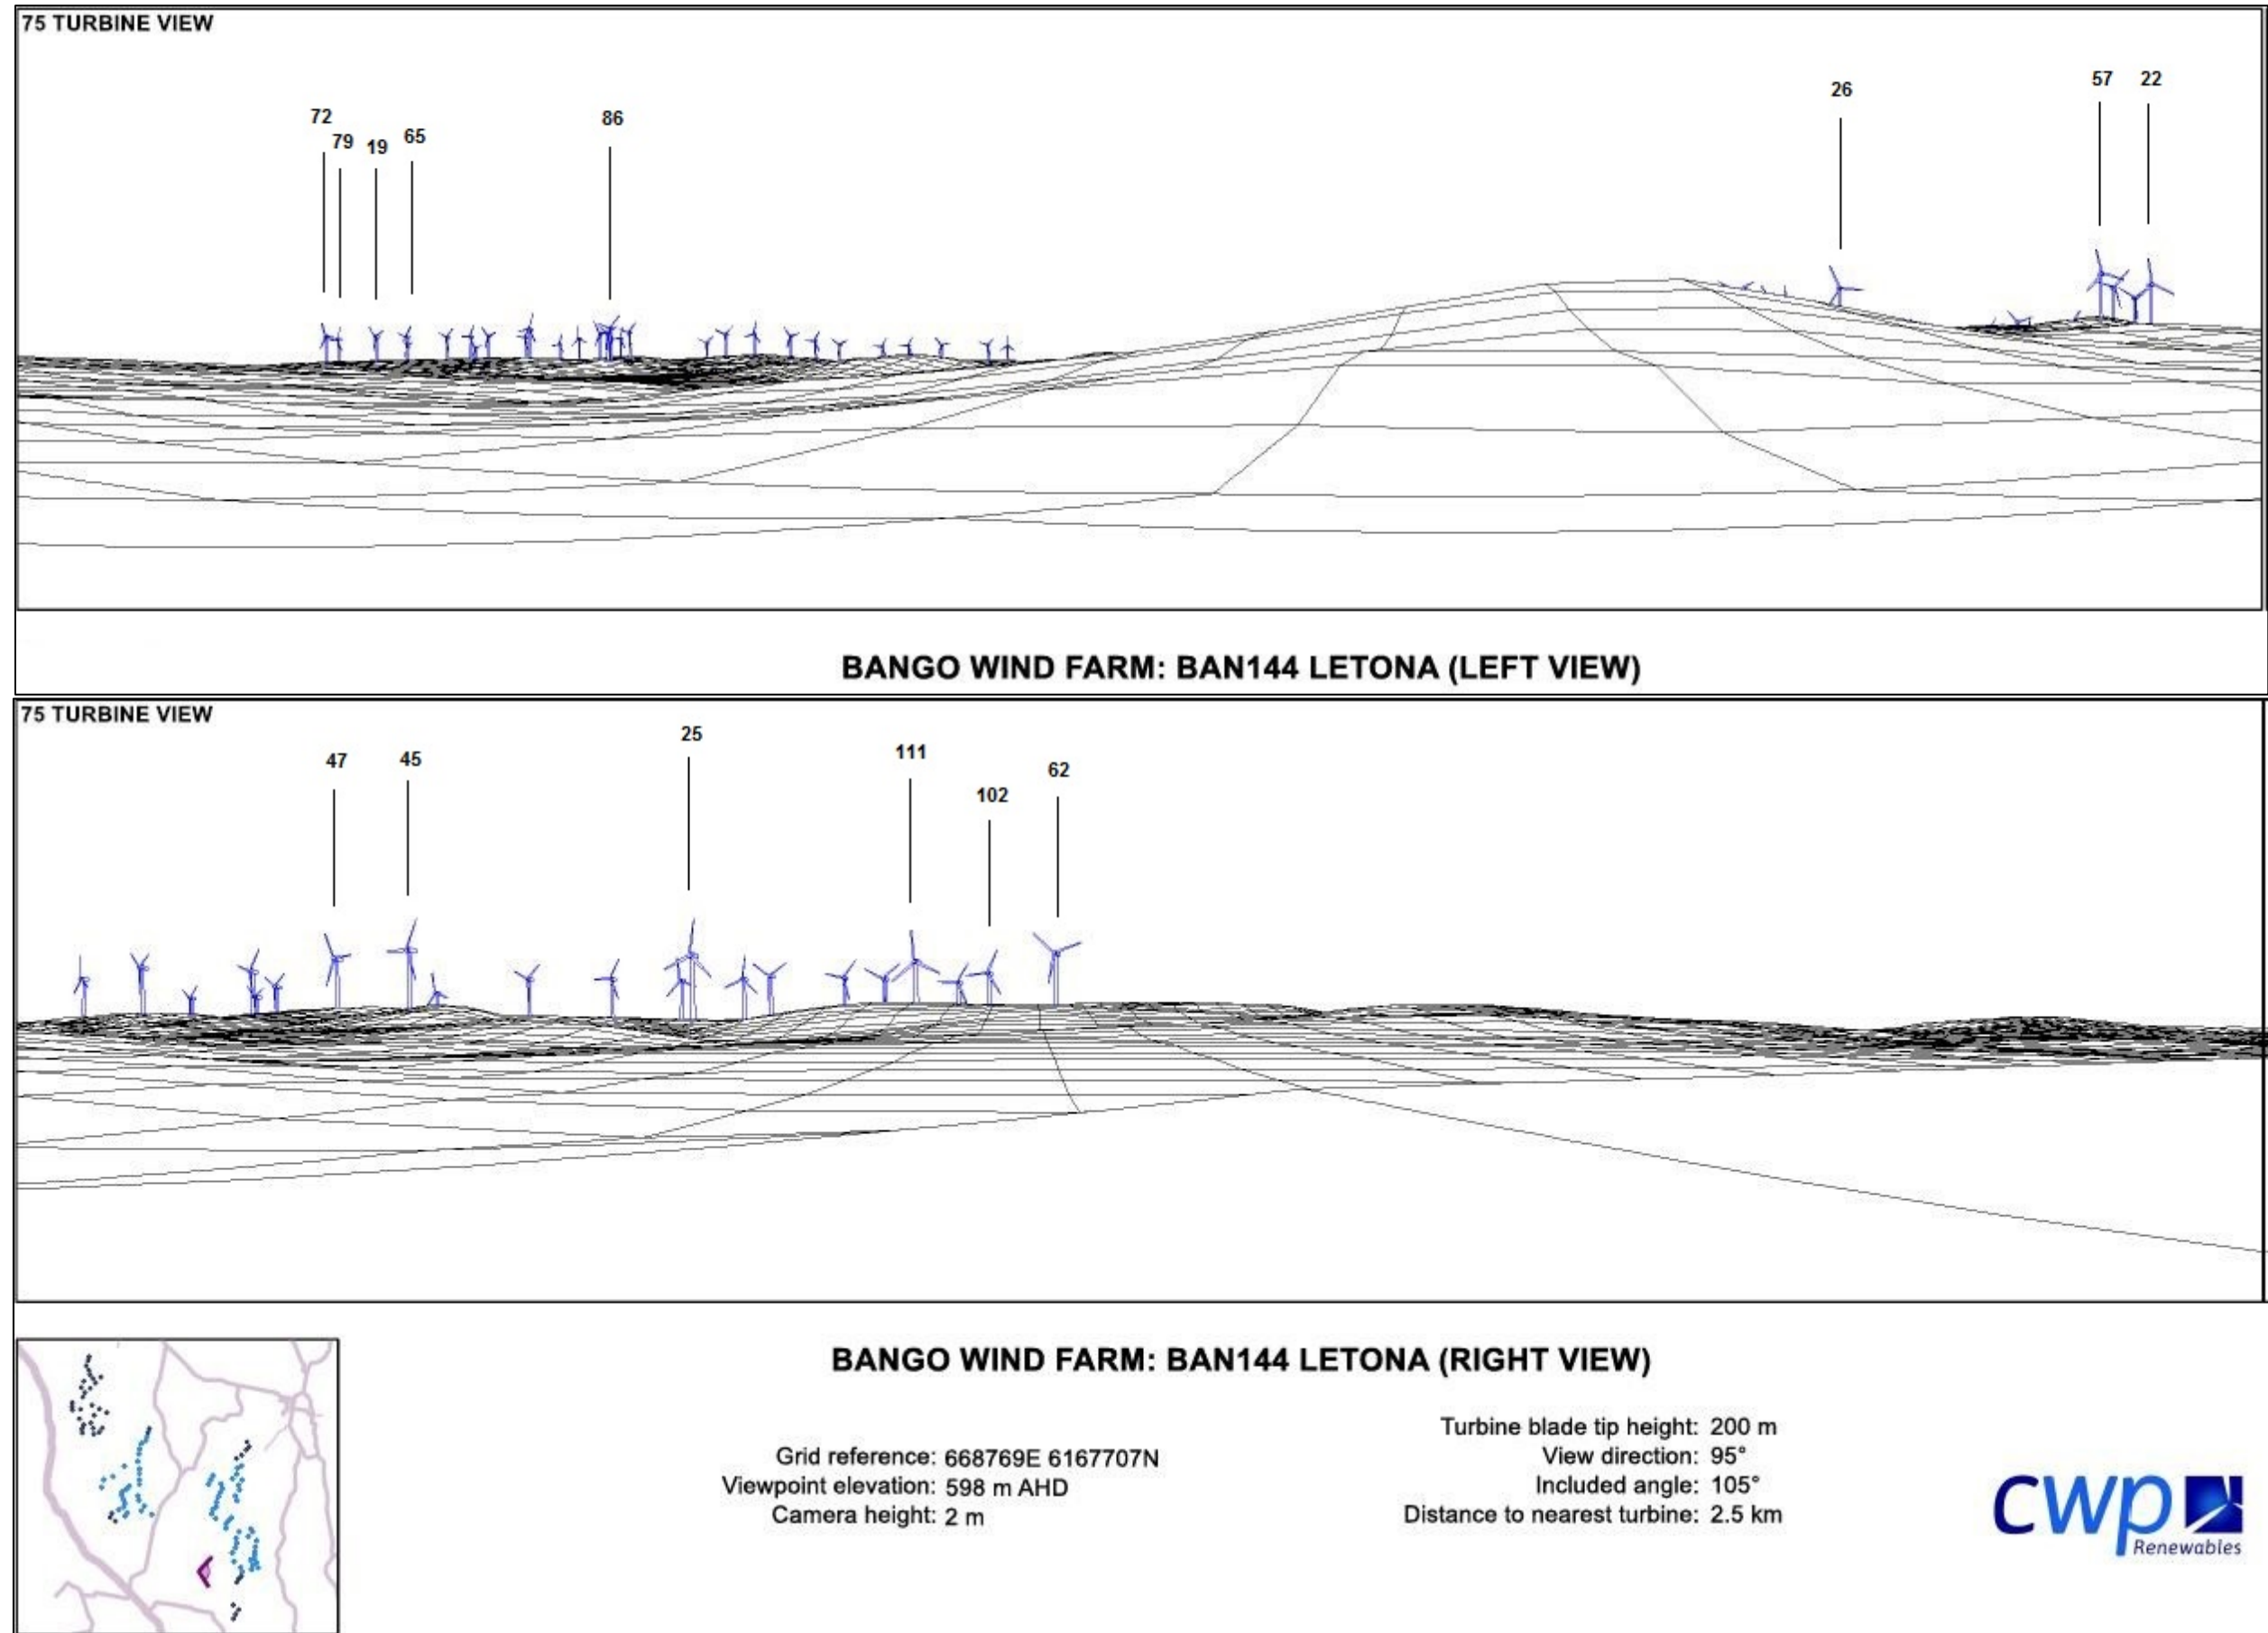 75 TURBINE VIEW
72
79
19
65
86
26
57
22
BANGO WIND FARM: BAN144 LETONA (LEFT VIEW)
75 TURBINE VIEW
47
45
25
111
102
62
BANGO WIND FARM: BAN144 LETONA (RIGHT VIEW)
Grid reference: 668769E 6167707N
Viewpoint elevation: 598 m AHD
Camera height: 2 m
Turbine blade tip height: 200 m
View direction: 95°
Included angle: 105°
Distance to nearest turbine: 2.5 km
cwp
Renewables